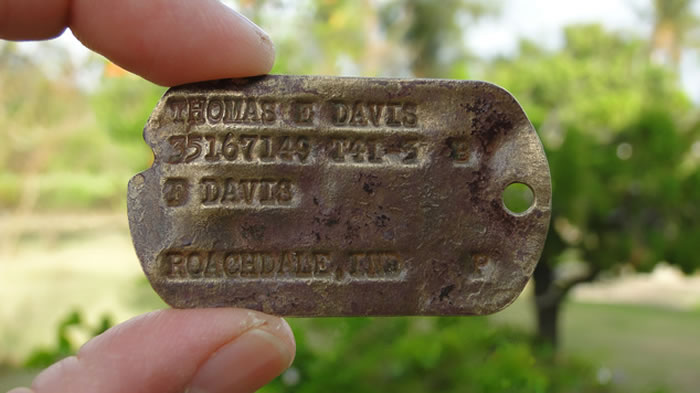 THOMAS E DAVIS
35167149 T41 B
T DAVIS
ROACHDALE, IND. P